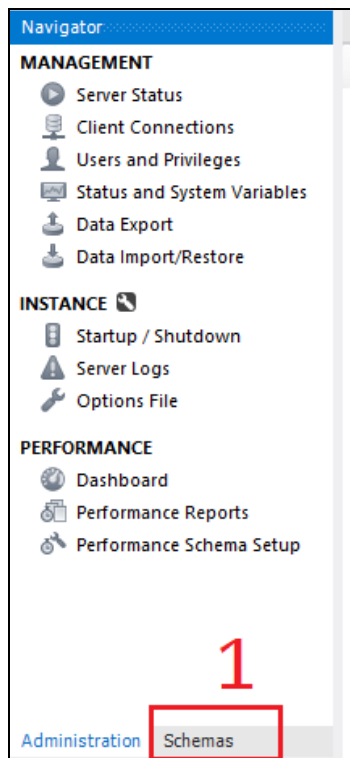 Navigator
MANAGEMENT
Server Status
Client Connections
Users and Privileges
Status and System Variables
Data Export
Data Import/Restore
INSTANCE
Startup / Shutdown
Server Logs
Options File
PERFORMANCE
Dashboard
Performance Reports
Performance Schema Setup
1
Administration Schemas